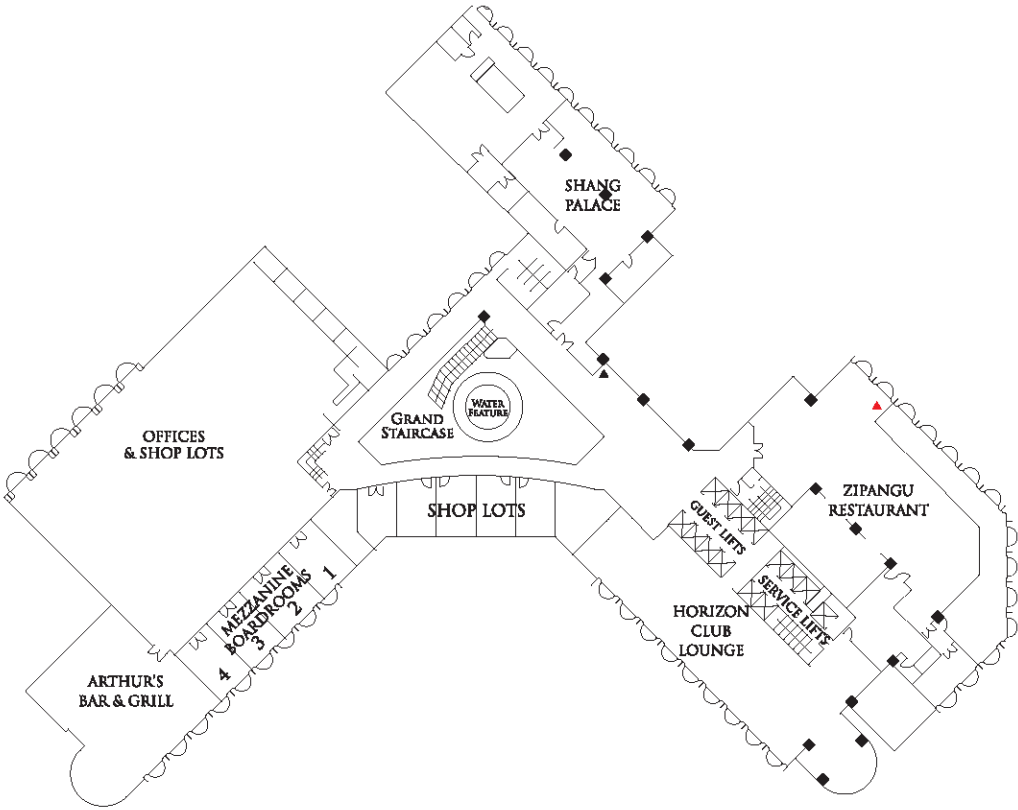 SHANG
PALACE
WATER
FEATURE
GRAND
STAIRCASE
OFFICES
& SHOP LOTS
SHOP LOTS
ZIPANGU
RESTAURANT
GUEST LIFTS
SERVICE LIFTS
HORIZON
CLUB
LOUNGE
MEZZANINE
BOARDROOMS
1
2
3
4
ARTHUR'S
BAR & GRILL